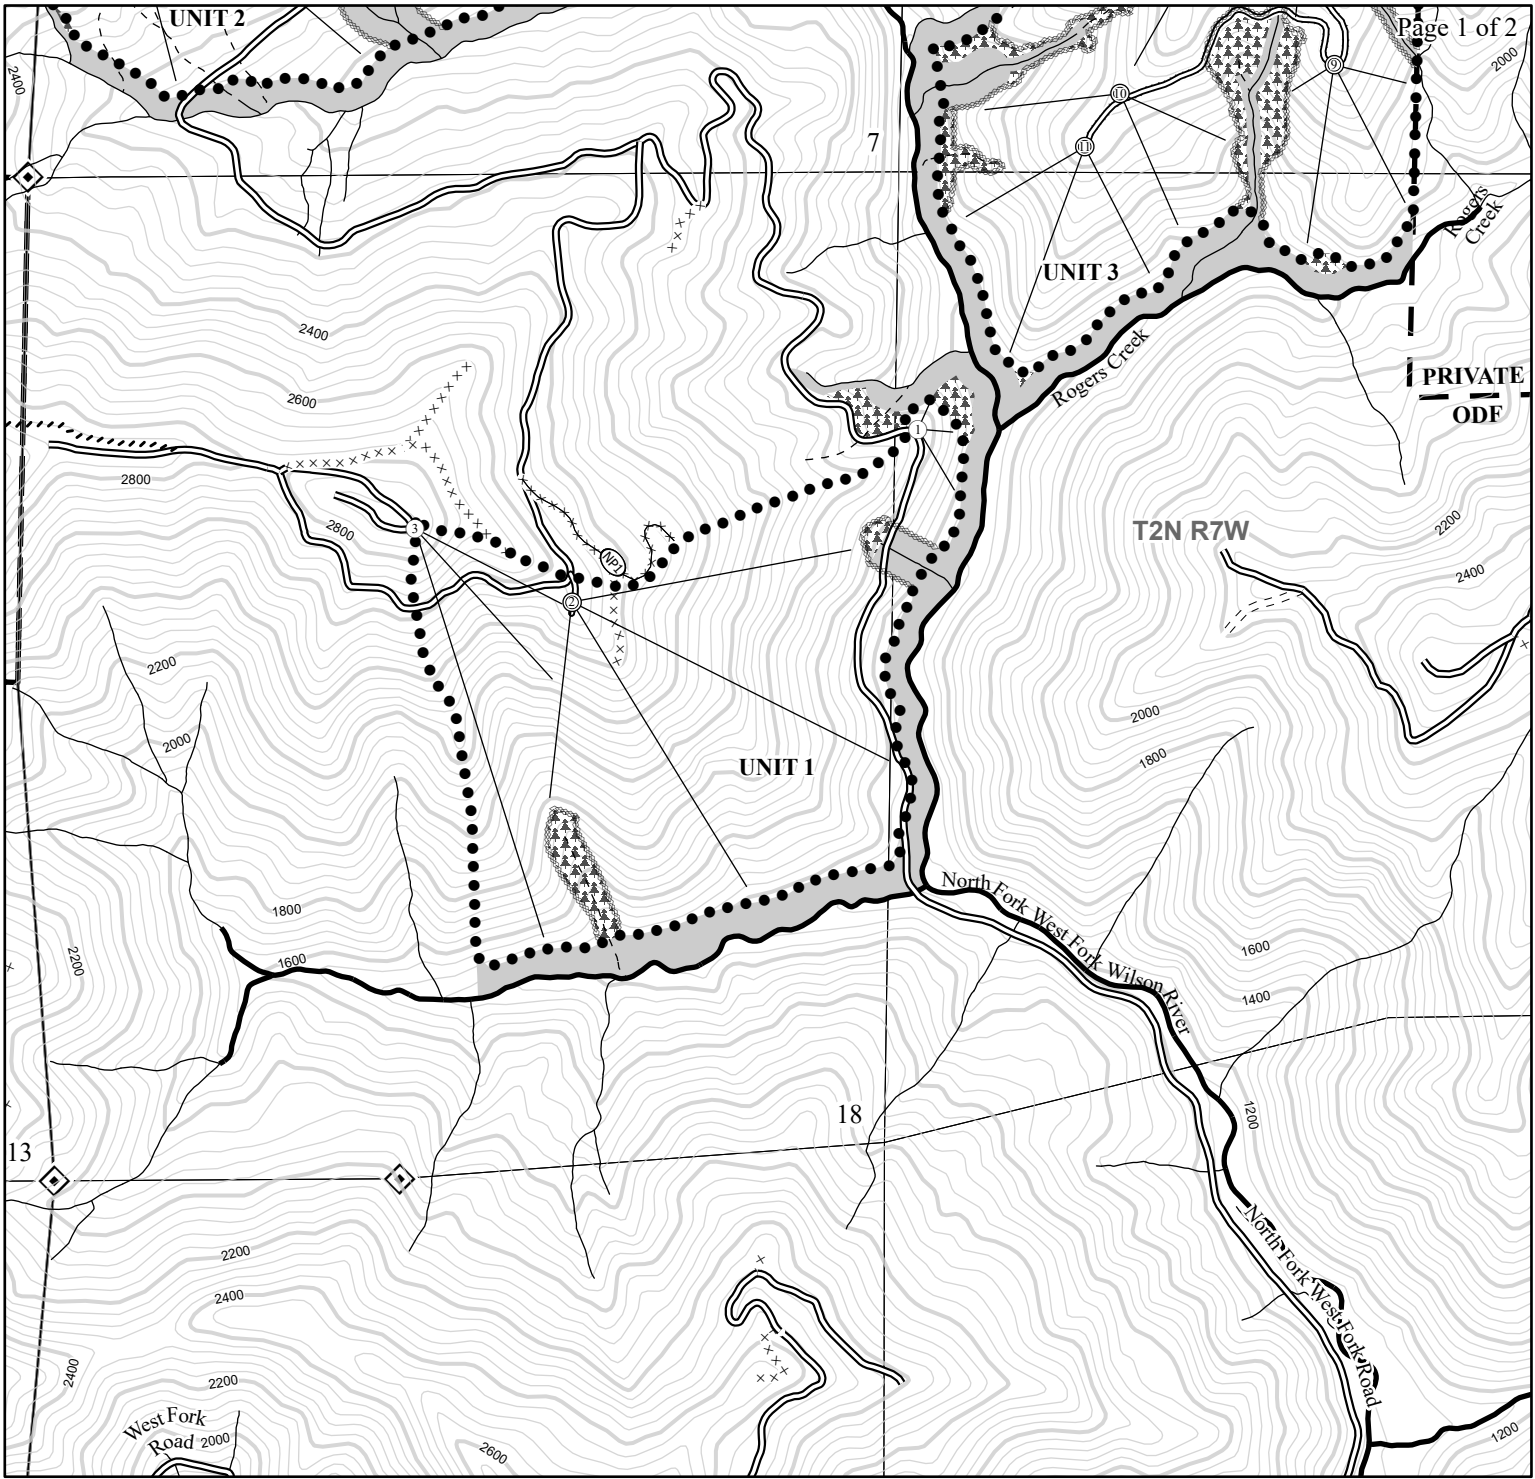 UNIT 2
Page 1 of 2
2400
2000
9
10
7
11
Rogers
Creek
UNIT 3
2400
Rogers Creek
PRIVATE
ODF
2600
1
2800
2800
3
T2N R7W
2200
NP1
2400
2
2200
2000
2000
1800
UNIT 1
North Fork West Fork Wilson River
1800
2200
1600
1600
1400
18
1200
13
2200
North Fork West Fork Road
2400
2400
2200
West Fork
Road
2000
2600
1200